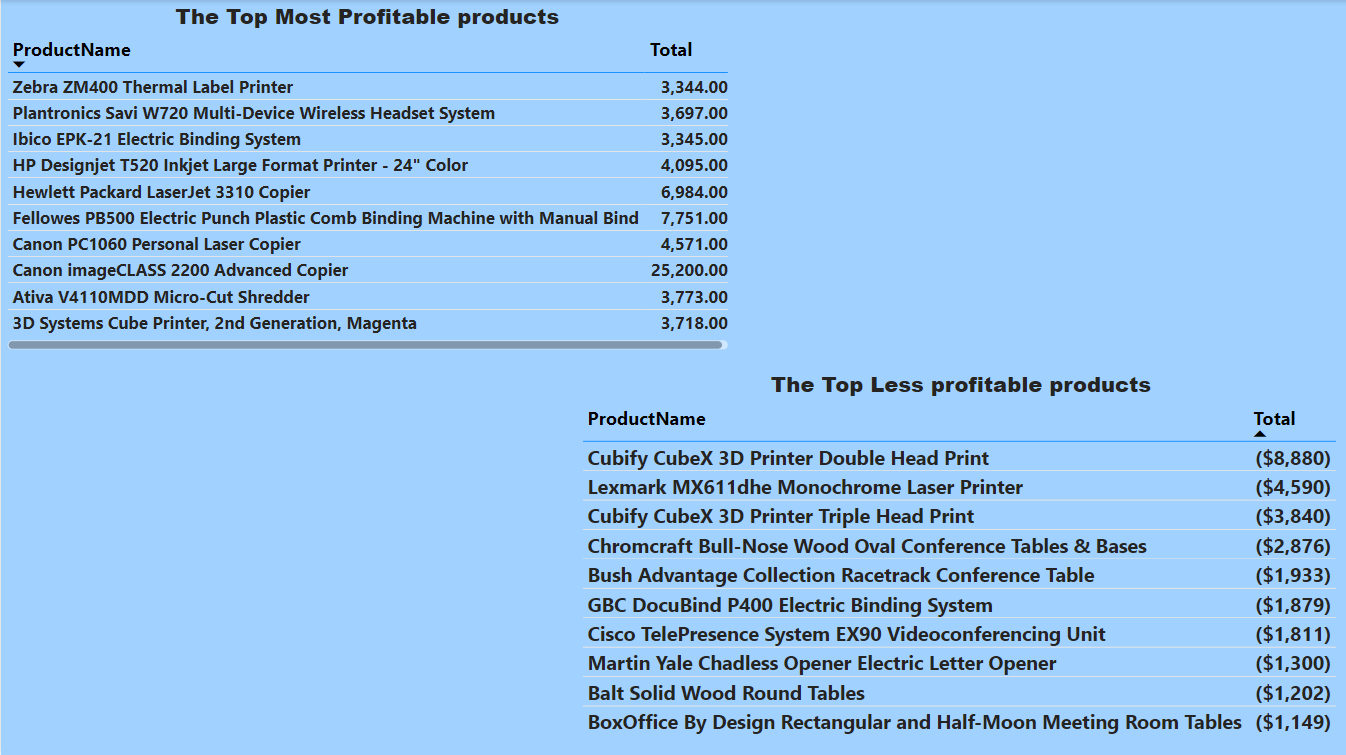 The Top Most Profitable products
ProductName Total
Zebra ZM400 Thermal Label Printer 3,344.00
Plantronics Savi W720 Multi-Device Wireless Headset System 3,697.00
Ibico EPK-21 Electric Binding System 3,345.00
HP Designjet T520 Inkjet Large Format Printer - 24" Color 4,095.00
Hewlett Packard LaserJet 3310 Copier 6,984.00
Fellowes PB500 Electric Punch Plastic Comb Binding Machine with Manual Bind 7,751.00
Canon PC1060 Personal Laser Copier 4,571.00
Canon imageCLASS 2200 Advanced Copier 25,200.00
Ativa V4110MDD Micro-Cut Shredder 3,773.00
3D Systems Cube Printer, 2nd Generation, Magenta 3,718.00
The Top Less profitable products
ProductName Total
Cubify CubeX 3D Printer Double Head Print ($8,880)
Lexmark MX611dhe Monochrome Laser Printer ($4,590)
Cubify CubeX 3D Printer Triple Head Print ($3,840)
Chromcraft Bull-Nose Wood Oval Conference Tables & Bases ($2,876)
Bush Advantage Collection Racetrack Conference Table ($1,933)
GBC DocuBind P400 Electric Binding System ($1,879)
Cisco TelePresence System EX90 Videoconferencing Unit ($1,811)
Martin Yale Chadless Opener Electric Letter Opener ($1,300)
Balt Solid Wood Round Tables ($1,202)
BoxOffice By Design Rectangular and Half-Moon Meeting Room Tables ($1,149)